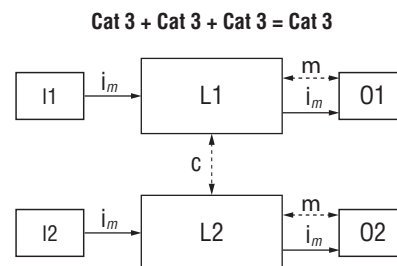 Cat 3 + Cat 3 + Cat 3 = Cat 3
I1
im
L1
m
im
O1
c
I2
im
L2
m
im
O2